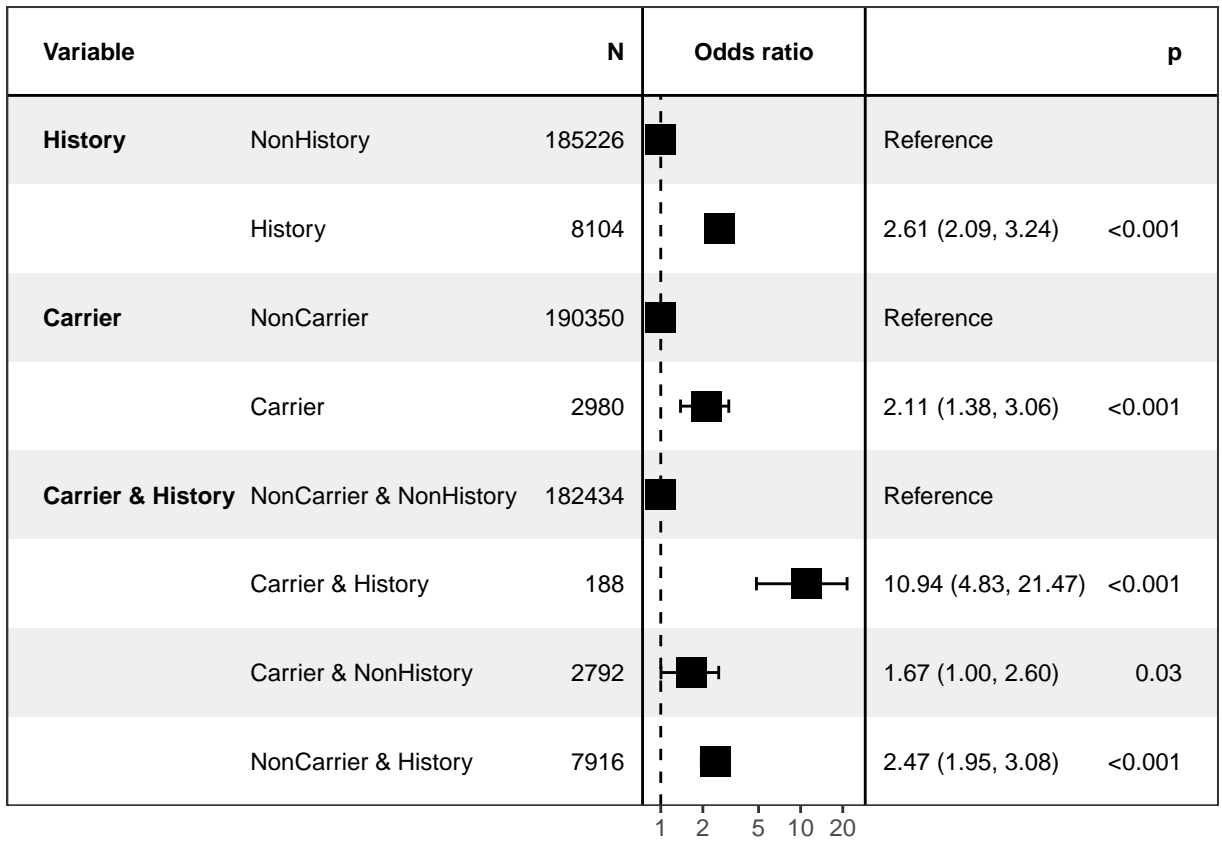 Variable N Odds ratio p
History NonHistory 185226 Reference
History 8104 2.61 (2.09, 3.24) <0.001
Carrier NonCarrier 190350 Reference
Carrier 2980 2.11 (1.38, 3.06) <0.001
Carrier & History NonCarrier & NonHistory 182434 Reference
Carrier & History 188 10.94 (4.83, 21.47) <0.001
Carrier & NonHistory 2792 1.67 (1.00, 2.60) 0.03
NonCarrier & History 7916 2.47 (1.95, 3.08) <0.001
1 2 5 10 20